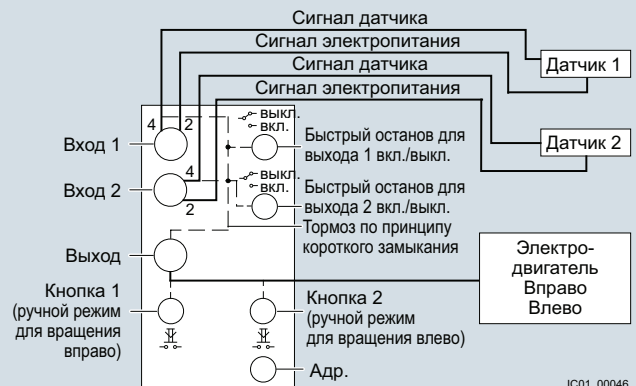 Сигнал датчика
Сигнал электропитания
Сигнал датчика
Сигнал электропитания
Датчик 1
Датчик 2
4 2
выкл.
вкл.
Вход 1
Быстрый останов для
выхода 1 вкл./выкл.
4
2
выкл.
вкл.
Вход 2
Быстрый останов для
выхода 2 вкл./выкл.
Тормоз по принципу
короткого замыкания
Выход
Электро-
двигатель
Вправо
Влево
Кнопка 1
(ручной режим
для вращения
вправо)
Кнопка 2
(ручной режим
для вращения влево)
Адр.
IC01_00046